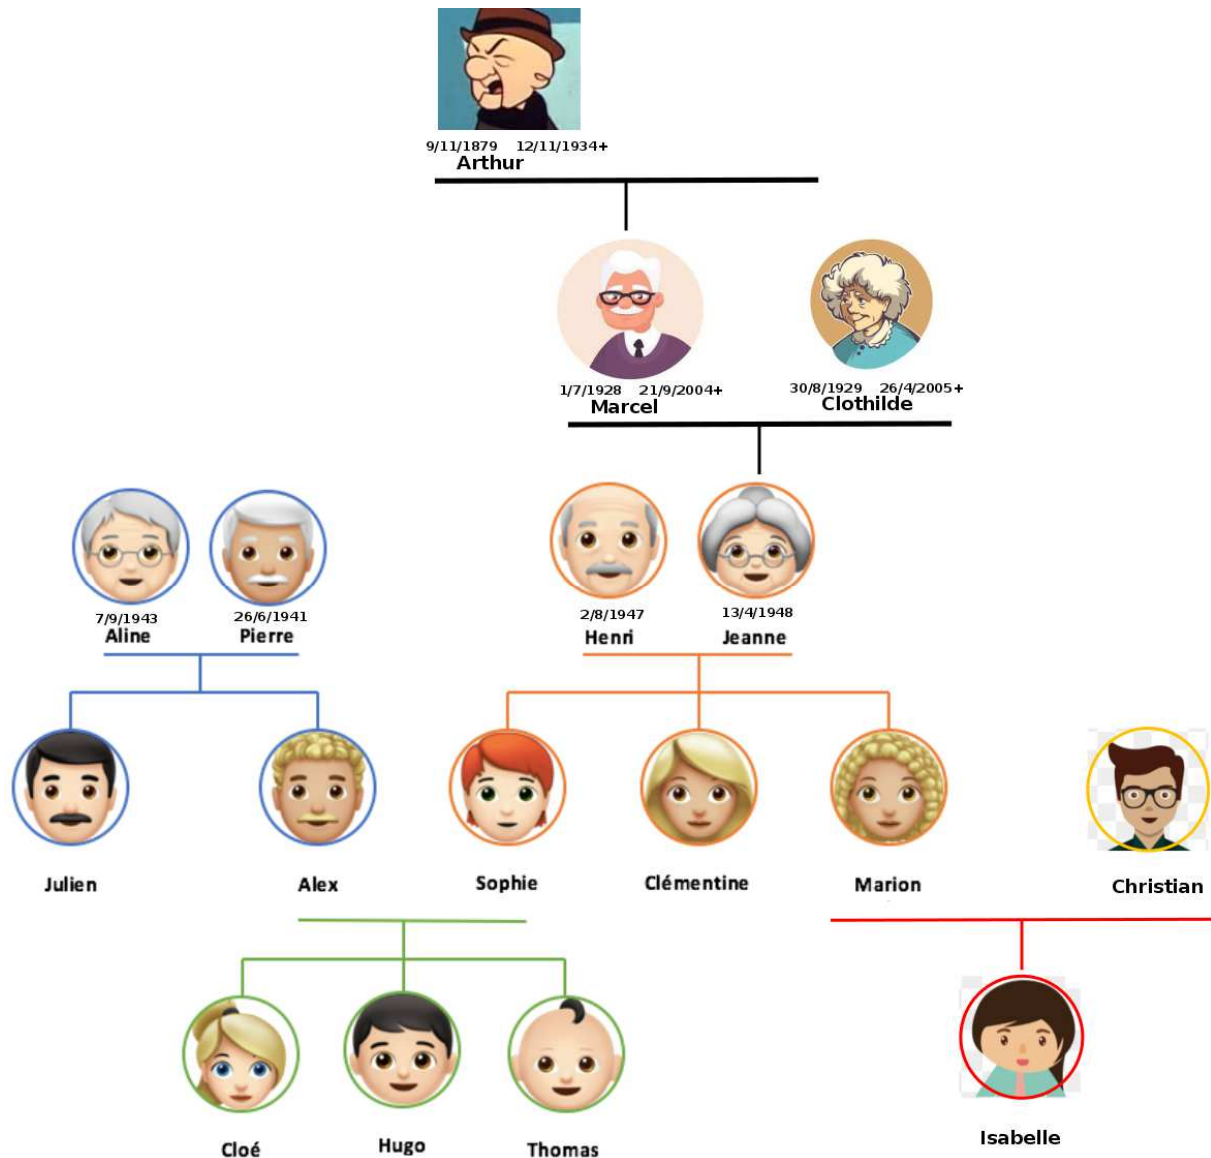 9/11/1879 12/11/1934+
Arthur
1/7/1928 21/9/2004+
Marcel
30/8/1929 26/4/2005+
Clothilde
7/9/1943
Aline
26/6/1941
Pierre
2/8/1947
Henri
13/4/1948
Jeanne
Julien
Alex
Sophie
Clémentine
Marion
Christian
Cloé
Hugo
Thomas
Isabelle